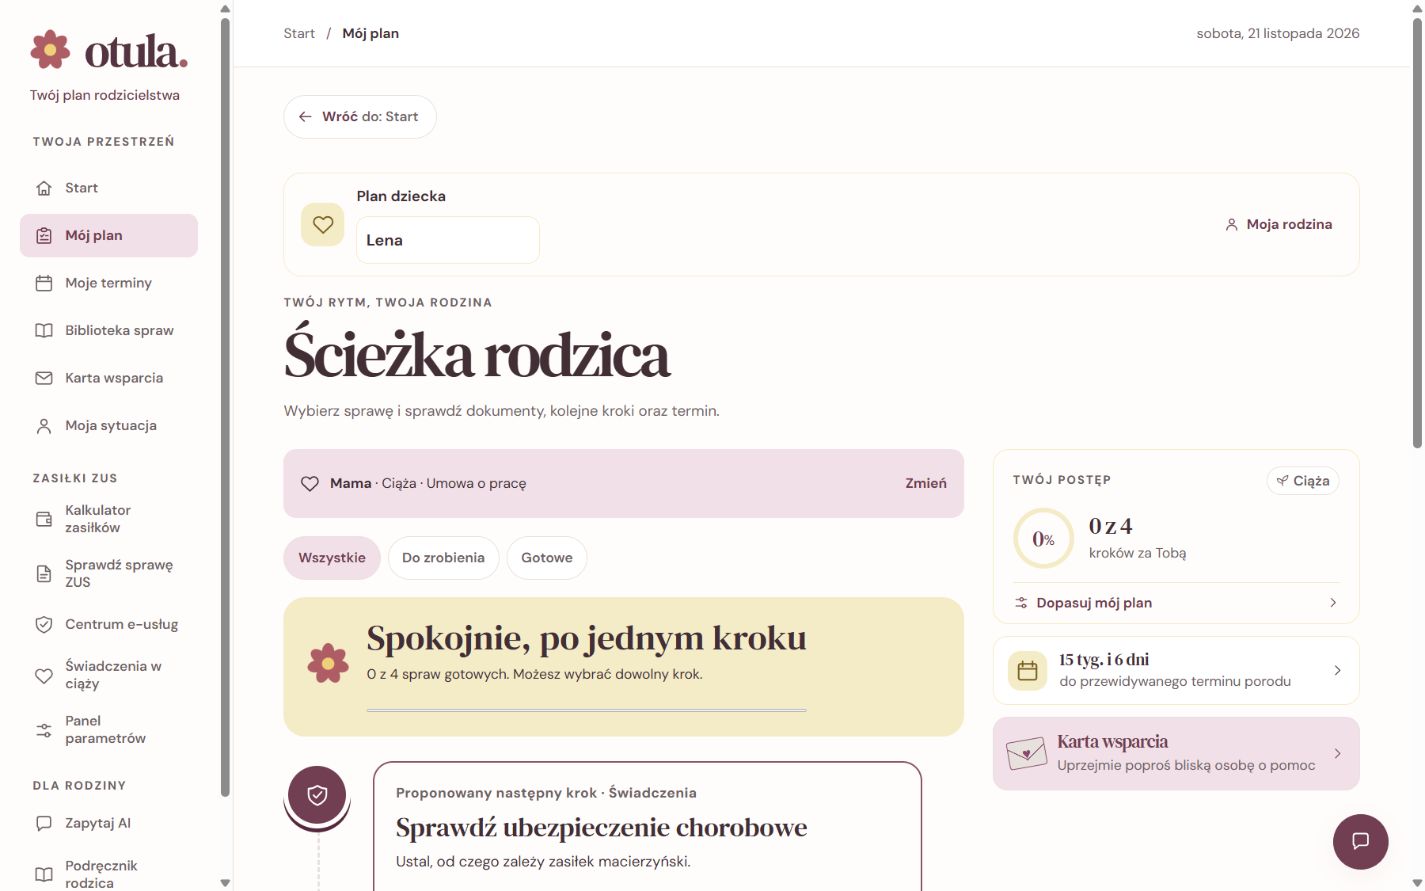 otula.
Twój plan rodzicielstwa
TWOJA PRZESTRZEŃ
Start
Mój plan
Moje terminy
Biblioteka spraw
Karta wsparcia
Moja sytuacja
ZASIŁKI ZUS
Kalkulator
zasiłków
Sprawdź sprawę
ZUS
Centrum e-usług
Świadczenia w
ciąży
Panel
parametrów
DLA RODZINY
Zapytaj AI
Podręcznik
rodzica
Start / Mój plan
sobota, 21 listopada 2026
Wróć do: Start
Plan dziecka
Lena
Moja rodzina
TWÓJ RYTM, TWOJA RODZINA
Ścieżka rodzica
Wybierz sprawę i sprawdź dokumenty, kolejne kroki oraz termin.
Mama · Ciąża · Umowa o pracę
Zmień
Wszystkie
Do zrobienia
Gotowe
Spokojnie, po jednym kroku
0 z 4 spraw gotowych. Możesz wybrać dowolny krok.
Proponowany następny krok · Świadczenia
Sprawdź ubezpieczenie chorobowe
Ustal, od czego zależy zasiłek macierzyński.
TWÓJ POSTĘP
Ciąża
0%
0 z 4
kroków za Tobą
Dopasuj mój plan
15 tyg. i 6 dni
do przewidywanego terminu porodu
Karta wsparcia
Uprzejmie poproś bliską osobę o pomoc